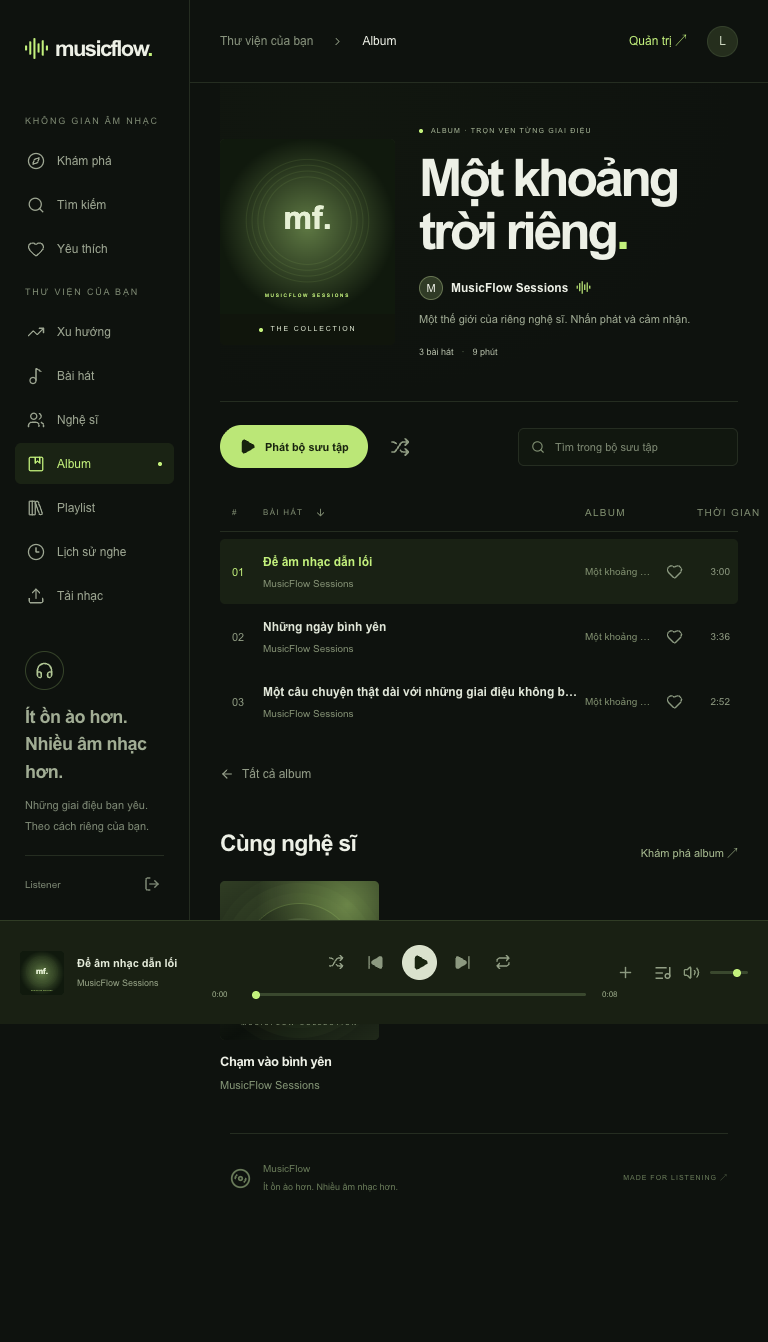 musicflow.
KHÔNG GIAN ÂM NHẠC
Khám phá
Tìm kiếm
Yêu thích
THƯ VIỆN CỦA BẠN
Xu hướng
Bài hát
Nghệ sĩ
Album
Playlist
Lịch sử nghe
Tải nhạc
Ít ồn ào hơn.
Nhiều âm nhạc
hơn.
Những giai điệu bạn yêu.
Theo cách riêng của bạn.
Listener
Thư viện của bạn
Album
Quản trị
L
mf.
MUSICFLOW SESSIONS
THE COLLECTION
ALBUM · TRỌN VẸN TỪNG GIAI ĐIỆU
Một khoảng
trời riêng.
M MusicFlow Sessions
Một thế giới của riêng nghệ sĩ. Nhấn phát và cảm nhận.
3 bài hát · 9 phút
Phát bộ sưu tập
Tìm trong bộ sưu tập
# BÀI HÁT ALBUM THỜI GIAN
01 Để âm nhạc dẫn lối Một khoảng ... 3:00
MusicFlow Sessions
02 Những ngày bình yên Một khoảng ... 3:36
MusicFlow Sessions
03 Một câu chuyện thật dài với những giai điệu không b... Một khoảng ... 2:52
MusicFlow Sessions
Tất cả album
Cùng nghệ sĩ
Khám phá album
mf.
Để âm nhạc dẫn lối
MusicFlow Sessions
0:00
0:08
Chạm vào bình yên
MusicFlow Sessions
MusicFlow
Ít ồn ào hơn. Nhiều âm nhạc hơn.
MADE FOR LISTENING